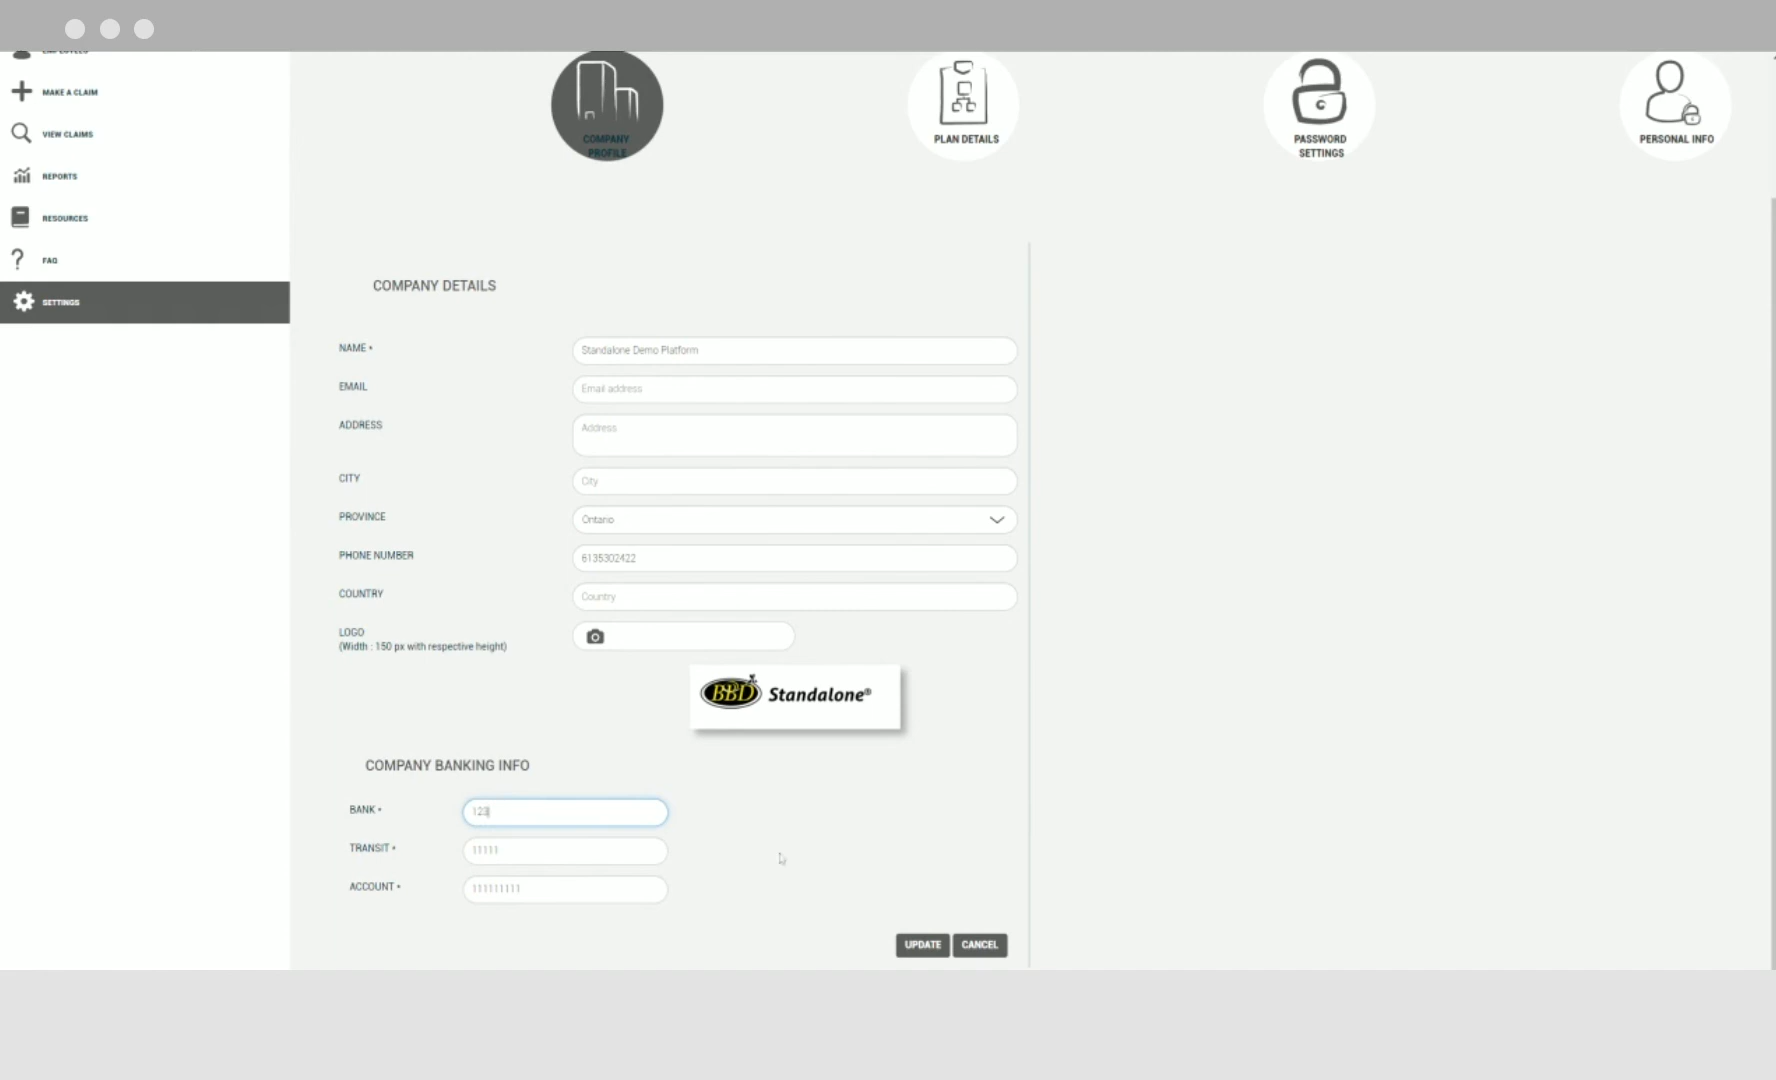 EMPLOYEES
MAKE A CLAIM
VIEW CLAIMS
REPORTS
RESOURCES
FAQ
SETTINGS
COMPANY
PROFILE
PLAN DETAILS
PASSWORD
SETTINGS
PERSONAL INFO
COMPANY DETAILS
NAME *
Standalone Demo Platform
EMAIL
Email address
ADDRESS
Address
CITY
City
PROVINCE
Ontario
PHONE NUMBER
6135302422
COUNTRY
Country
LOGO
(Width : 150 px with respective height)
BBD Standalone®
COMPANY BANKING INFO
BANK *
123
TRANSIT *
11111
ACCOUNT *
111111111
UPDATE CANCEL